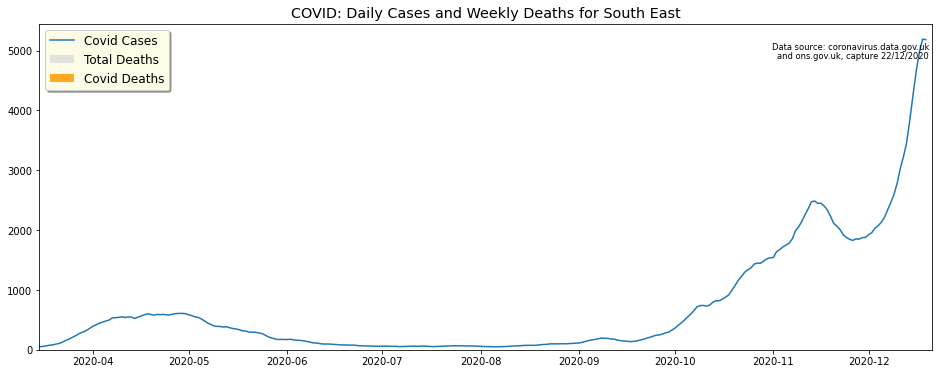 COVID: Daily Cases and Weekly Deaths for South East
Covid Cases
Total Deaths
Covid Deaths
Data source: coronavirus.data.gov.uk
and ons.gov.uk, capture 22/12/2020
5000
4000
3000
2000
1000
0
2020-04
2020-05
2020-06
2020-07
2020-08
2020-09
2020-10
2020-11
2020-12